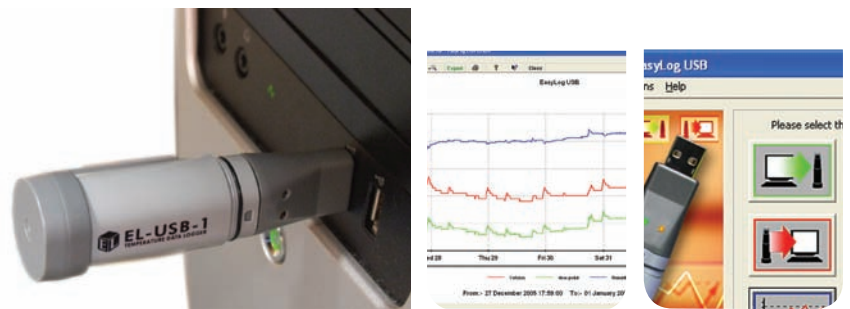 EL-USB-1
TEMPERATURE DATA LOGGER
Export
?
Close
EasyLog USB
Thu 29
Fri 30
Sat 31
From:- 27 December 2005 17:59:00 To:- 01 January
asyLog USB
ns Help
Please select th